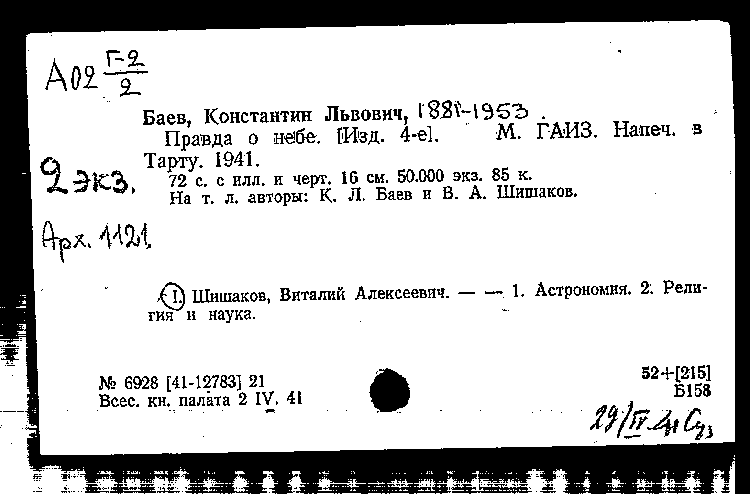 А02 Г-2/2
Баев, Константин Львович, 1881-1953.
Правда о небе. [Изд. 4-е]. М. ГАИЗ. Напеч. в
Тарту. 1941.
2 экз.
72 с. с илл. и черт. 16 см. 50.000 экз. 85 к.
На т. л. авторы: К. Л. Баев и В. А. Шишаков.
Арх. 1121,
I. Шишаков, Виталий Алексеевич. — — 1. Астрономия. 2. Рели-
гия и наука.
№ 6928 [41-12783] 21
52+[215]
Всес. кн. палата 2 IV. 41
Б158
29/IV